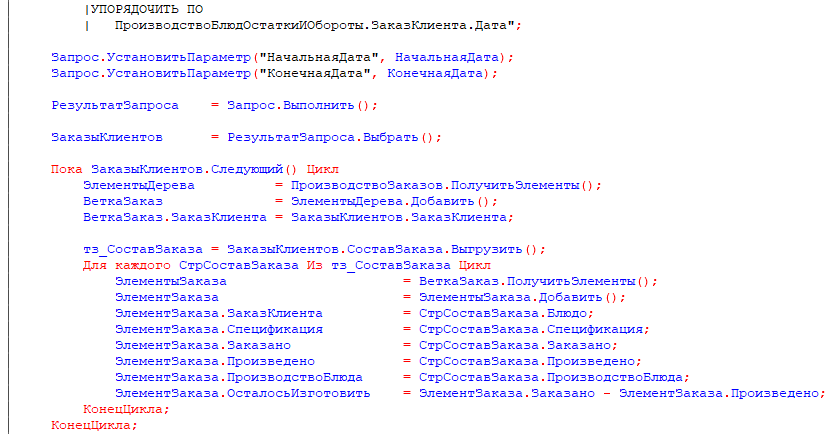 |УПОРЯДОЧИТЬ ПО
|   ПроизводствоБлюдОстаткиИОбороты.ЗаказКлиента.Дата";
Запрос.УстановитьПараметр("НачальнаяДата", НачальнаяДата);
Запрос.УстановитьПараметр("КонечнаяДата", КонечнаяДата);
РезультатЗапроса    = Запрос.Выполнить();
ЗаказыКлиентов      = РезультатЗапроса.Выбрать();
Пока ЗаказыКлиентов.Следующий() Цикл
ЭлементыДерева          = ПроизводствоЗаказов.ПолучитьЭлементы();
ВеткаЗаказ              = ЭлементыДерева.Добавить();
ВеткаЗаказ.ЗаказКлиента = ЗаказыКлиентов.ЗаказКлиента;
тз_СоставЗаказа = ЗаказыКлиентов.СоставЗаказа.Выгрузить();
Для каждого СтрСоставЗаказа Из тз_СоставЗаказа Цикл
ЭлементыЗаказа                      = ВеткаЗаказ.ПолучитьЭлементы();
ЭлементЗаказа                       = ЭлементыЗаказа.Добавить();
ЭлементЗаказа.ЗаказКлиента          = СтрСоставЗаказа.Блюдо;
ЭлементЗаказа.Спецификация          = СтрСоставЗаказа.Спецификация;
ЭлементЗаказа.Заказано              = СтрСоставЗаказа.Заказано;
ЭлементЗаказа.Произведено           = СтрСоставЗаказа.Произведено;
ЭлементЗаказа.ПроизводствоБлюда     = СтрСоставЗаказа.ПроизводствоБлюда;
ЭлементЗаказа.ОсталосьИзготовить    = ЭлементЗаказа.Заказано - ЭлементЗаказа.Произведено;
КонецЦикла;
КонецЦикла;